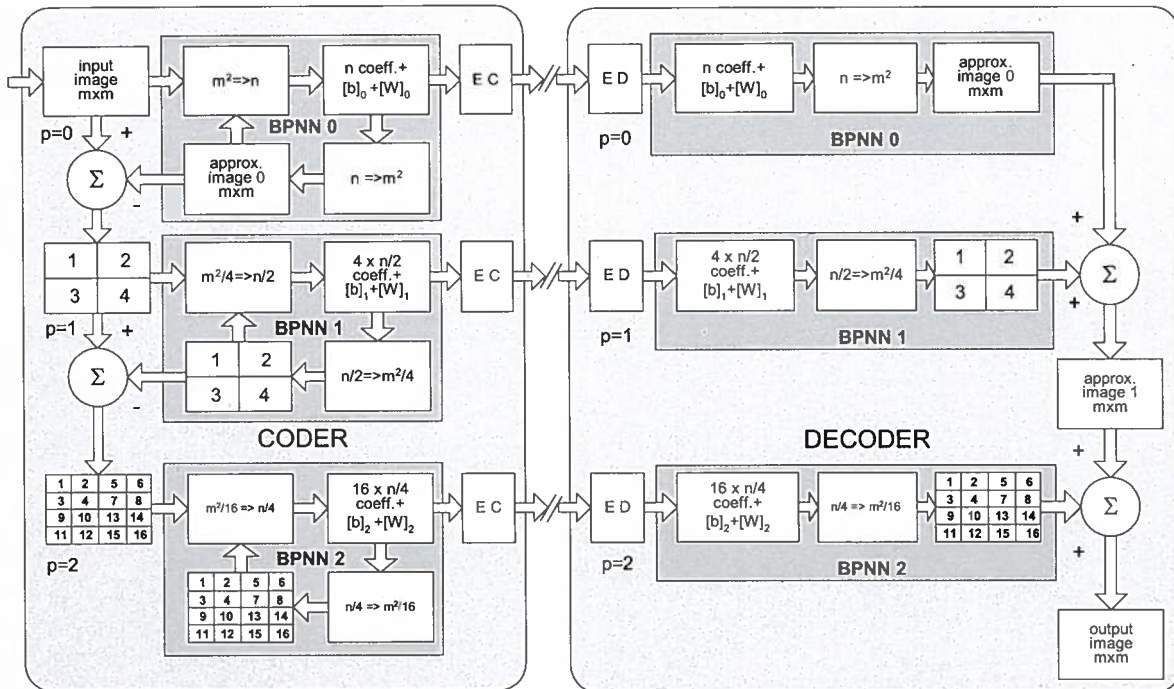 input
image
mxm
m²=>n
n coeff.+
[b]₀+[W]₀
E C
BPNN 0
p=0
+
approx.
image 0
mxm
n =>m²
Σ
-
1 2
3 4
m²/4=>n/2
4 x n/2
coeff.+
[b]₁+[W]₁
E C
BPNN 1
p=1
+
1 2
3 4
n/2=>m²/4
Σ
-
CODER
1 2 5 6
3 4 7 8
9 10 13 14
11 12 15 16
m²/16 => n/4
16 x n/4
coeff.+
[b]₂+[W]₂
E C
BPNN 2
p=2
1 2 5 6
3 4 7 8
9 10 13 14
11 12 15 16
n/4 => m²/16
E D
n coeff.+
[b]₀+[W]₀
n =>m²
approx.
image 0
mxm
p=0
BPNN 0
+
E D
4 x n/2
coeff.+
[b]₁+[W]₁
n/2=>m²/4
1 2
3 4
Σ
+
p=1
BPNN 1
approx.
image 1
mxm
DECODER
+
E D
16 x n/4
coeff.+
[b]₂+[W]₂
n/4 => m²/16
1 2 5 6
3 4 7 8
9 10 13 14
11 12 15 16
Σ
+
p=2
BPNN 2
output
image
mxm